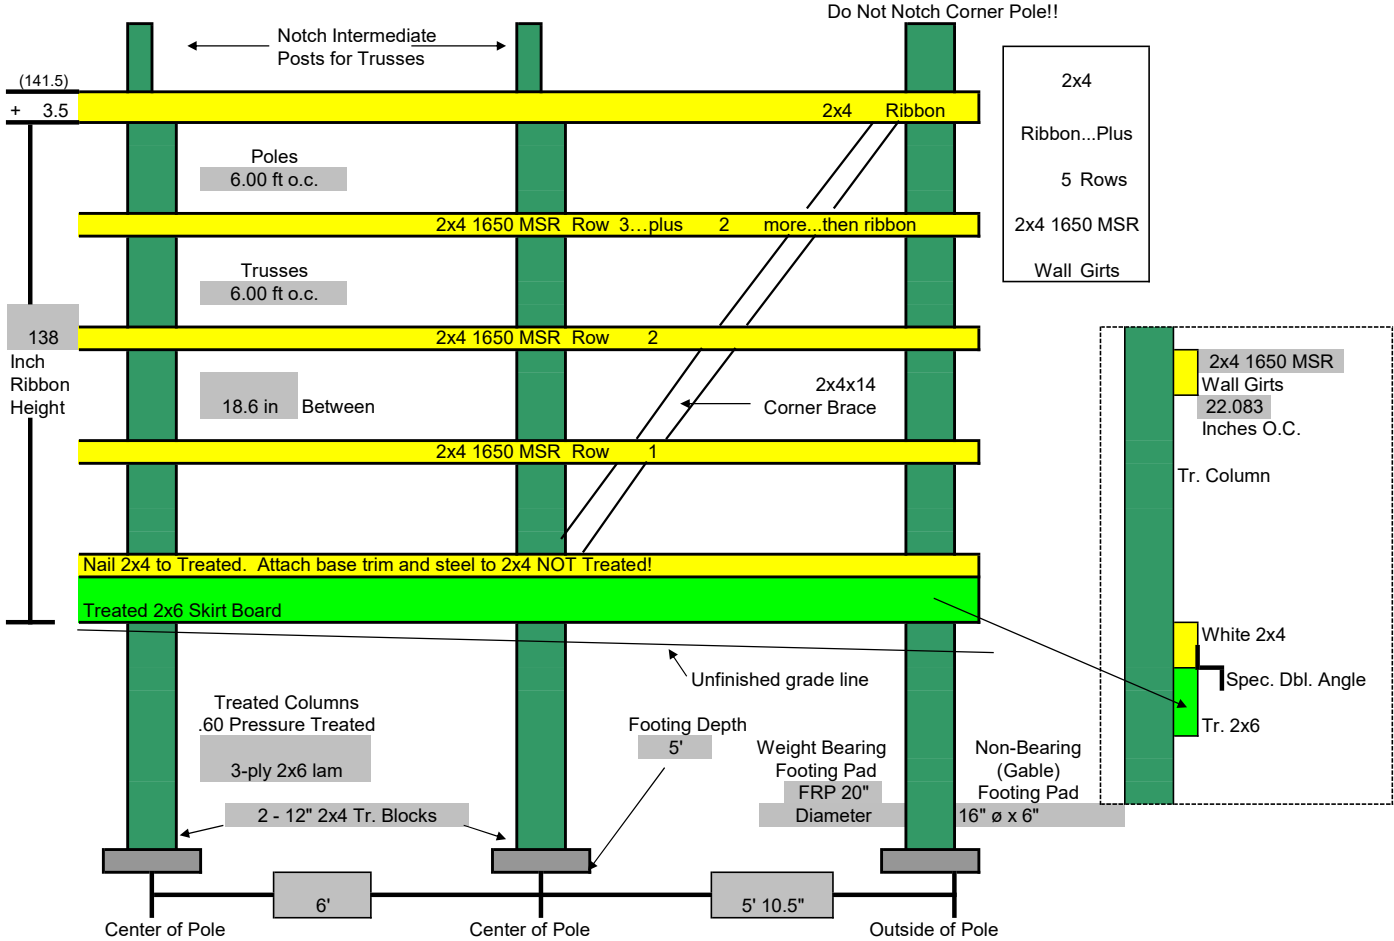 Do Not Notch Corner Pole!!
Notch Intermediate
Posts for Trusses
(141.5)
+ 3.5
2x4 Ribbon
2x4
Ribbon...Plus
5 Rows
2x4 1650 MSR
Wall Girts
Poles
6.00 ft o.c.
2x4 1650 MSR Row 3...plus 2 more...then ribbon
Trusses
6.00 ft o.c.
138
Inch
Ribbon
Height
2x4 1650 MSR Row 2
18.6 in Between
2x4x14
Corner Brace
2x4 1650 MSR Row 1
2x4 1650 MSR
Wall Girts
22.083
Inches O.C.
Tr. Column
Nail 2x4 to Treated. Attach base trim and steel to 2x4 NOT Treated!
Treated 2x6 Skirt Board
White 2x4
Spec. Dbl. Angle
Tr. 2x6
Unfinished grade line
Treated Columns
.60 Pressure Treated
3-ply 2x6 lam
2 - 12" 2x4 Tr. Blocks
Footing Depth
5'
Weight Bearing
Footing Pad
FRP 20"
Diameter
Non-Bearing
(Gable)
Footing Pad
16" ø x 6"
6'
5' 10.5"
Center of Pole
Center of Pole
Outside of Pole